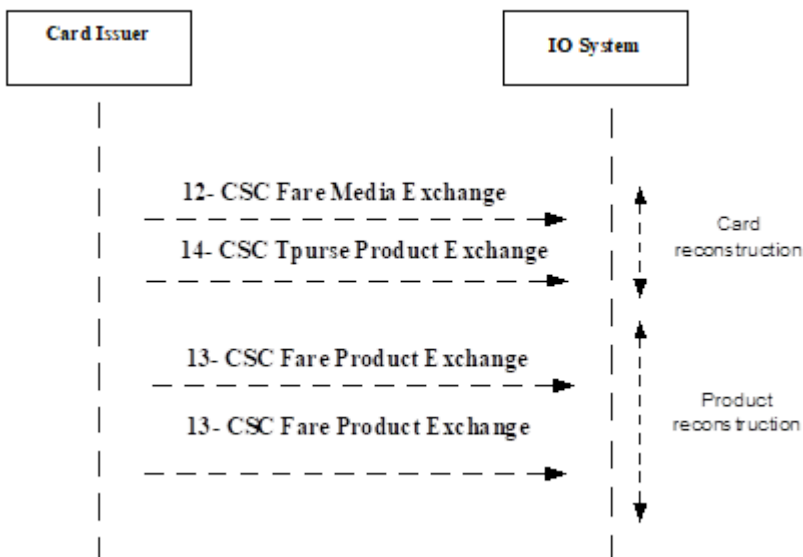 Card Issuer
IO System
12- CSC Fare Media Exchange
14- CSC Tpurse Product Exchange
Card
reconstruction
13- CSC Fare Product Exchange
13- CSC Fare Product Exchange
Product
reconstruction